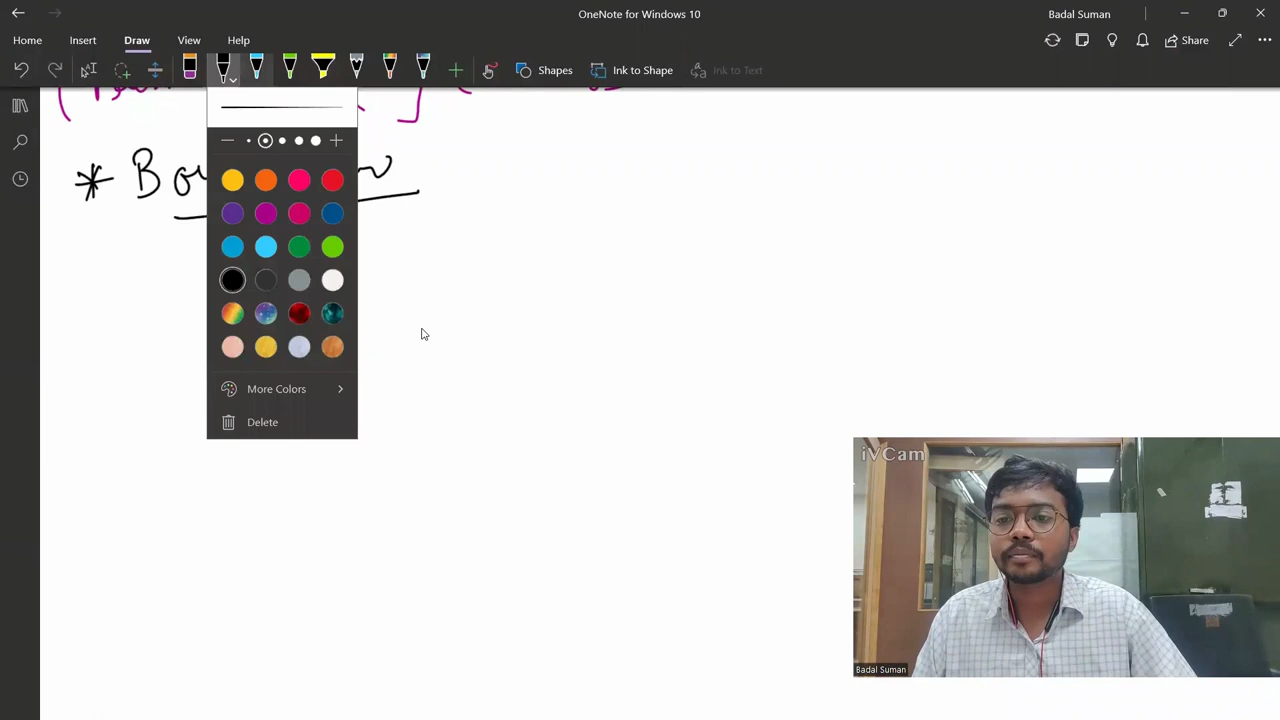 OneNote for Windows 10
Badal Suman
Home Insert Draw View Help
Share
Shapes
Ink to Shape
Ink to Text
More Colors
Delete
iVCam
Badal Suman